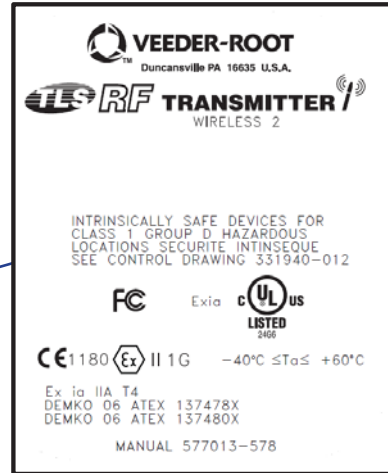 VEEDER-ROOT
TM
Duncansville PA 16635 U.S.A.
TLS RF TRANSMITTER
WIRELESS 2
INTRINSICALLY SAFE DEVICES FOR
CLASS 1 GROUP D HAZARDOUS
LOCATIONS SECURITE INTINSEQUE
SEE CONTROL DRAWING 331940-012
FC Exia c UL us
LISTED
24G6
CE1180 Ex II 1G -40°C ≤Ta≤ +60°C
Ex ia IIA T4
DEMKO 06 ATEX 137478X
DEMKO 06 ATEX 137480X
MANUAL 577013-578